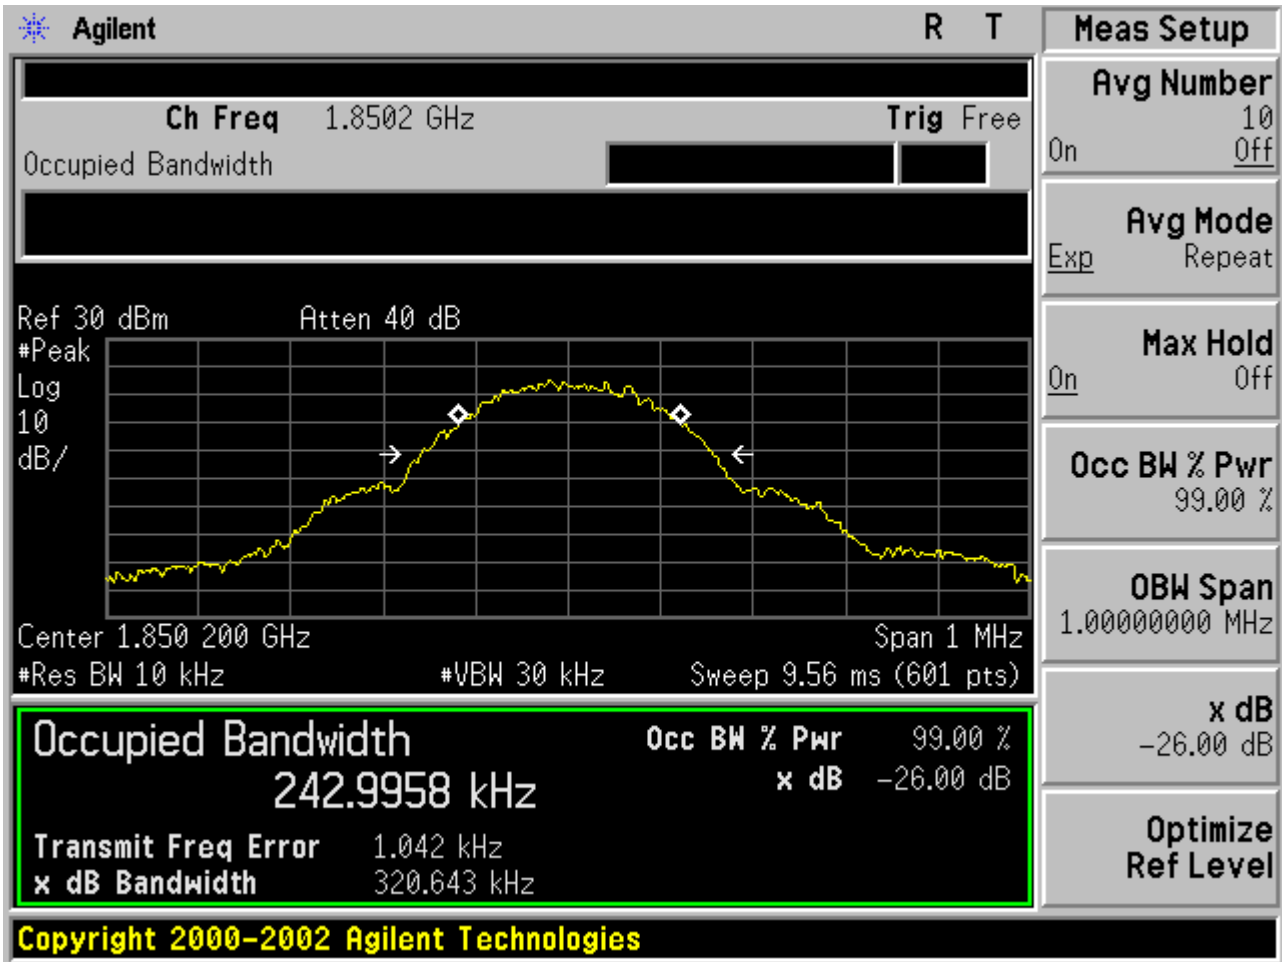 Agilent R T
Ch Freq 1.8502 GHz Trig Free
Occupied Bandwidth
Ref 30 dBm Atten 40 dB
#Peak
Log
10
dB/
Center 1.850 200 GHz Span 1 MHz
#Res BW 10 kHz #VBW 30 kHz Sweep 9.56 ms (601 pts)
Occupied Bandwidth Occ BW % Pwr 99.00 %
242.9958 kHz x dB -26.00 dB
Transmit Freq Error 1.042 kHz
x dB Bandwidth 320.643 kHz
Copyright 2000-2002 Agilent Technologies
Meas Setup
Avg Number
10
On Off
Avg Mode
Exp Repeat
Max Hold
On Off
Occ BW % Pwr
99.00 %
OBW Span
1.00000000 MHz
x dB
-26.00 dB
Optimize
Ref Level